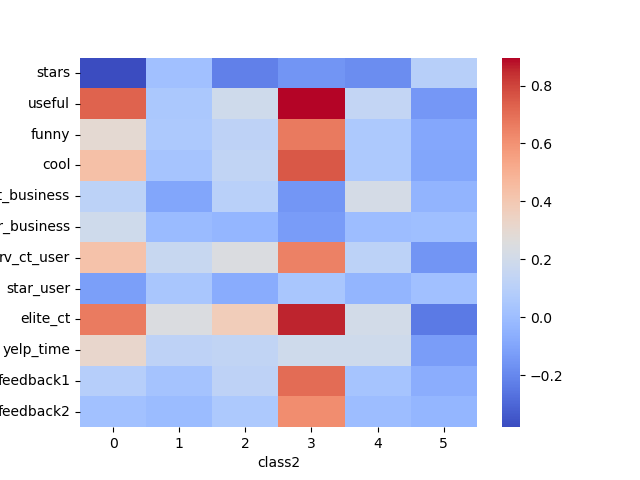 stars
useful
funny
cool
t_business
r_business
rv_ct_user
star_user
elite_ct
yelp_time
feedback1
feedback2
0 1 2 3 4 5
class2
0.8
0.6
0.4
0.2
0.0
−0.2